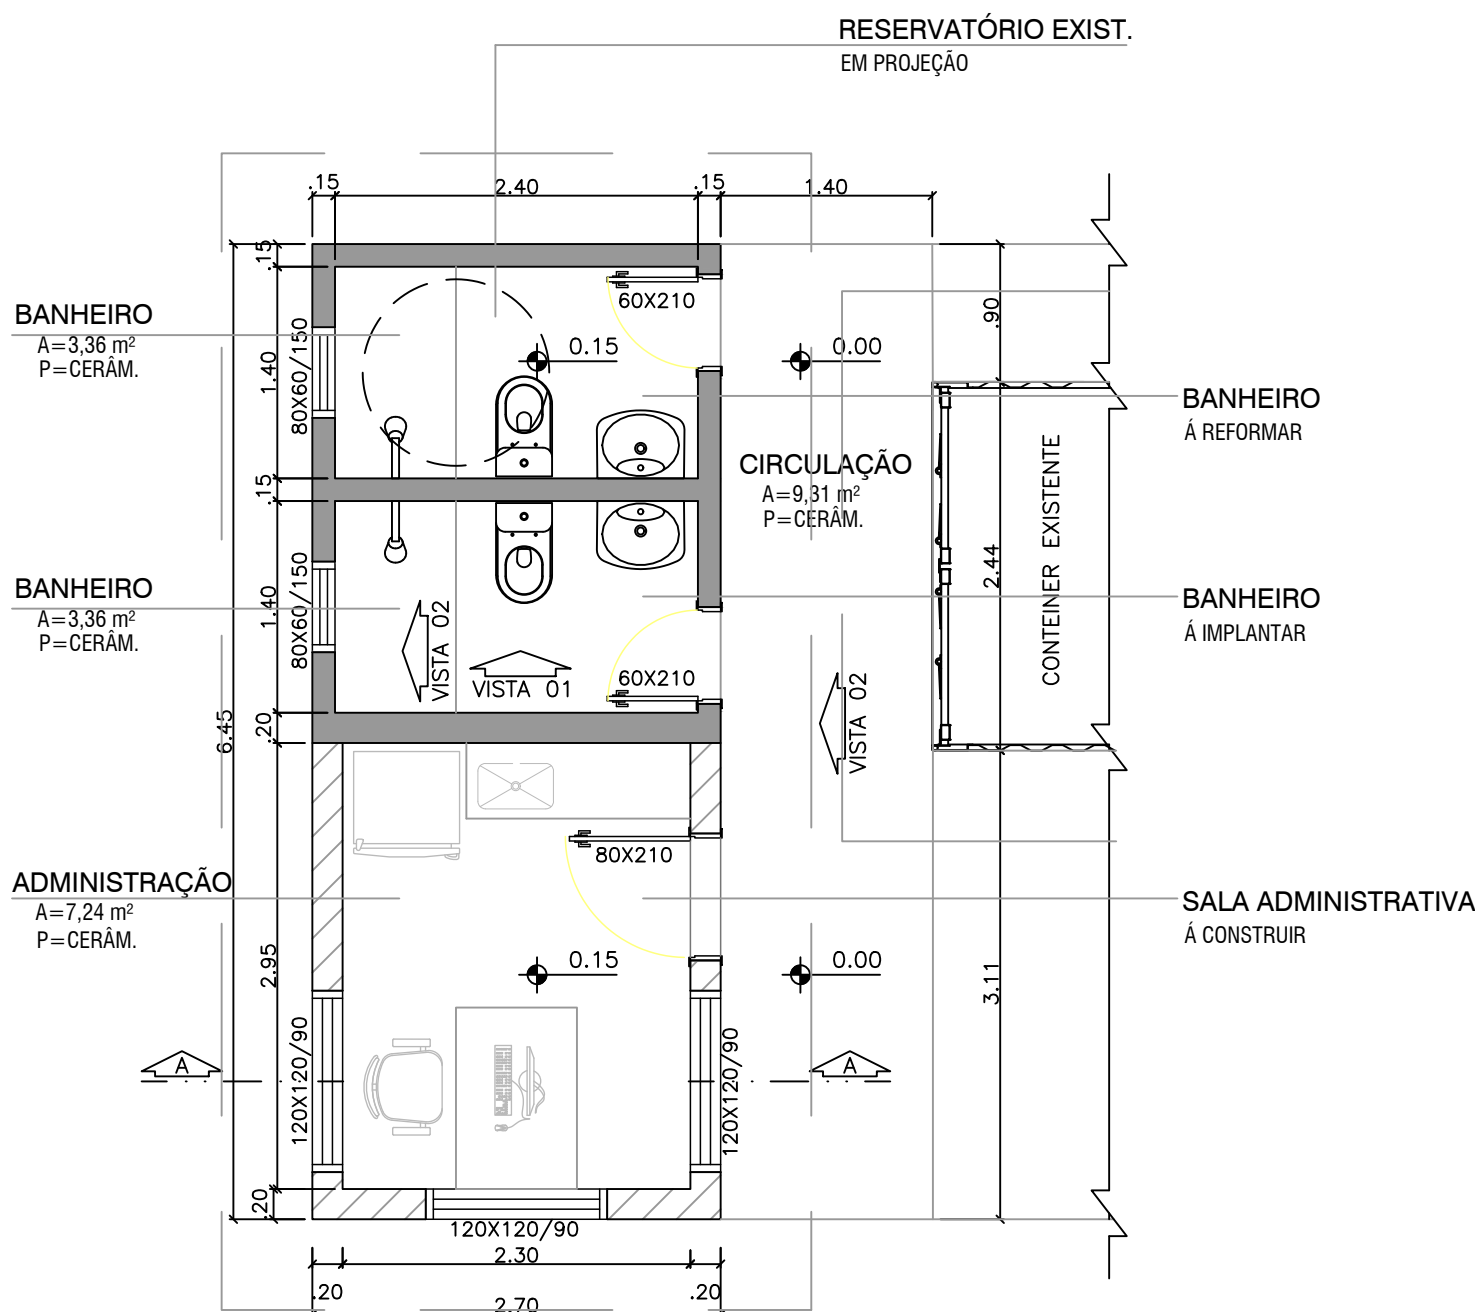 RESERVATÓRIO EXIST.
EM PROJEÇÃO
.15
2.40
.15
1.40
.15
60X210
.90
BANHEIRO
A=3,36 m²
P=CERÂM.
80X60/150
1.40
0.15
0.00
BANHEIRO
Á REFORMAR
CIRCULAÇÃO
A=9,31 m²
P=CERÂM.
CONTEINER EXISTENTE
.15
2.44
BANHEIRO
A=3,36 m²
P=CERÂM.
1.40
80X60/150
VISTA 02
VISTA 01
60X210
BANHEIRO
Á IMPLANTAR
VISTA 02
6.45
.20
80X210
ADMINISTRAÇÃO
A=7,24 m²
P=CERÂM.
SALA ADMINISTRATIVA
Á CONSTRUIR
2.95
0.15
0.00
3.11
A
120X120/90
120X120/90
A
.20
120X120/90
2.30
.20
.20
2.70